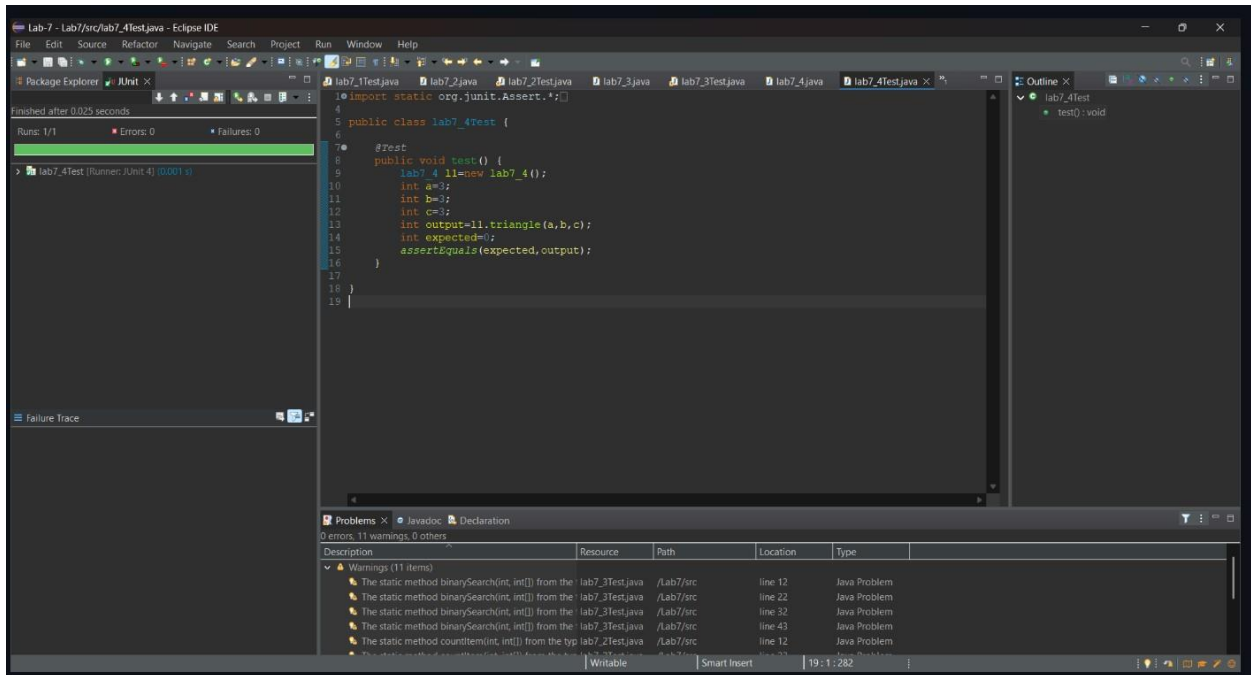 Lab-7 - Lab7/src/lab7_4Test.java - Eclipse IDE
File Edit Source Refactor Navigate Search Project Run Window Help
Package Explorer JUnit
Finished after 0.025 seconds
Runs: 1/1 Errors: 0 Failures: 0
lab7_4Test [Runner: JUnit 4] (0.001 s)
Failure Trace
lab7_1Test.java lab7_2.java lab7_2Test.java lab7_3.java lab7_3Test.java lab7_4.java lab7_4Test.java
1 import static org.junit.Assert.*;
4
5 public class lab7_4Test {
6
7 @Test
8 public void test() {
9 lab7_4 l1=new lab7_4();
10 int a=3;
11 int b=3;
12 int c=3;
13 int output=l1.triangle(a,b,c);
14 int expected=0;
15 assertEquals(expected,output);
16 }
17
18 }
19
Outline
lab7_4Test
test() : void
Problems Javadoc Declaration
0 errors, 11 warnings, 0 others
Description Resource Path Location Type
Warnings (11 items)
The static method binarySearch(int, int[]) from the lab7_3Test.java /Lab7/src line 12 Java Problem
The static method binarySearch(int, int[]) from the lab7_3Test.java /Lab7/src line 22 Java Problem
The static method binarySearch(int, int[]) from the lab7_3Test.java /Lab7/src line 32 Java Problem
The static method binarySearch(int, int[]) from the lab7_3Test.java /Lab7/src line 43 Java Problem
The static method countItem(int, int[]) from the typ lab7_2Test.java /Lab7/src line 12 Java Problem
Writable Smart Insert 19 : 1 : 282